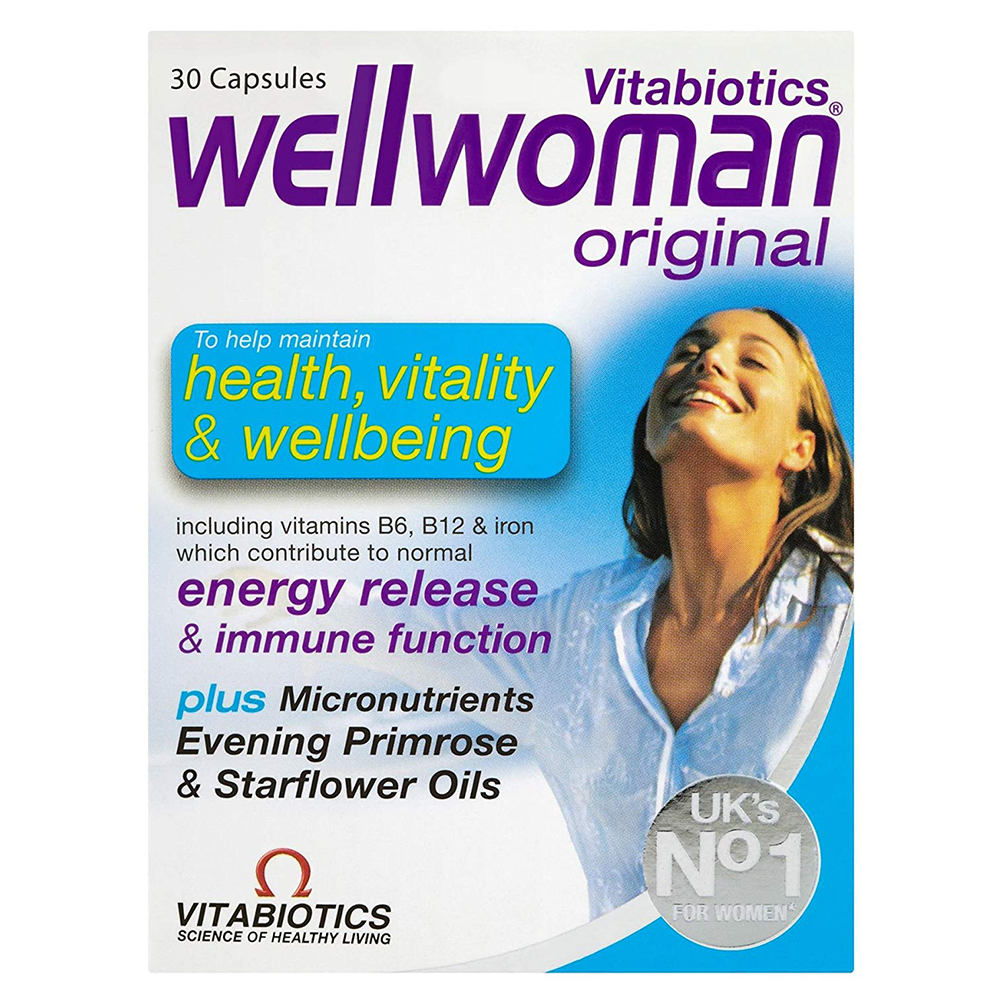 30 Capsules
Vitabiotics
wellwoman®
original
To help maintain
health, vitality
& wellbeing
including vitamins B6, B12 & iron
which contribute to normal
energy release
& immune function
plus Micronutrients
Evening Primrose
& Starflower Oils
UK's
No1
FOR WOMEN*
VITABIOTICS
SCIENCE OF HEALTHY LIVING